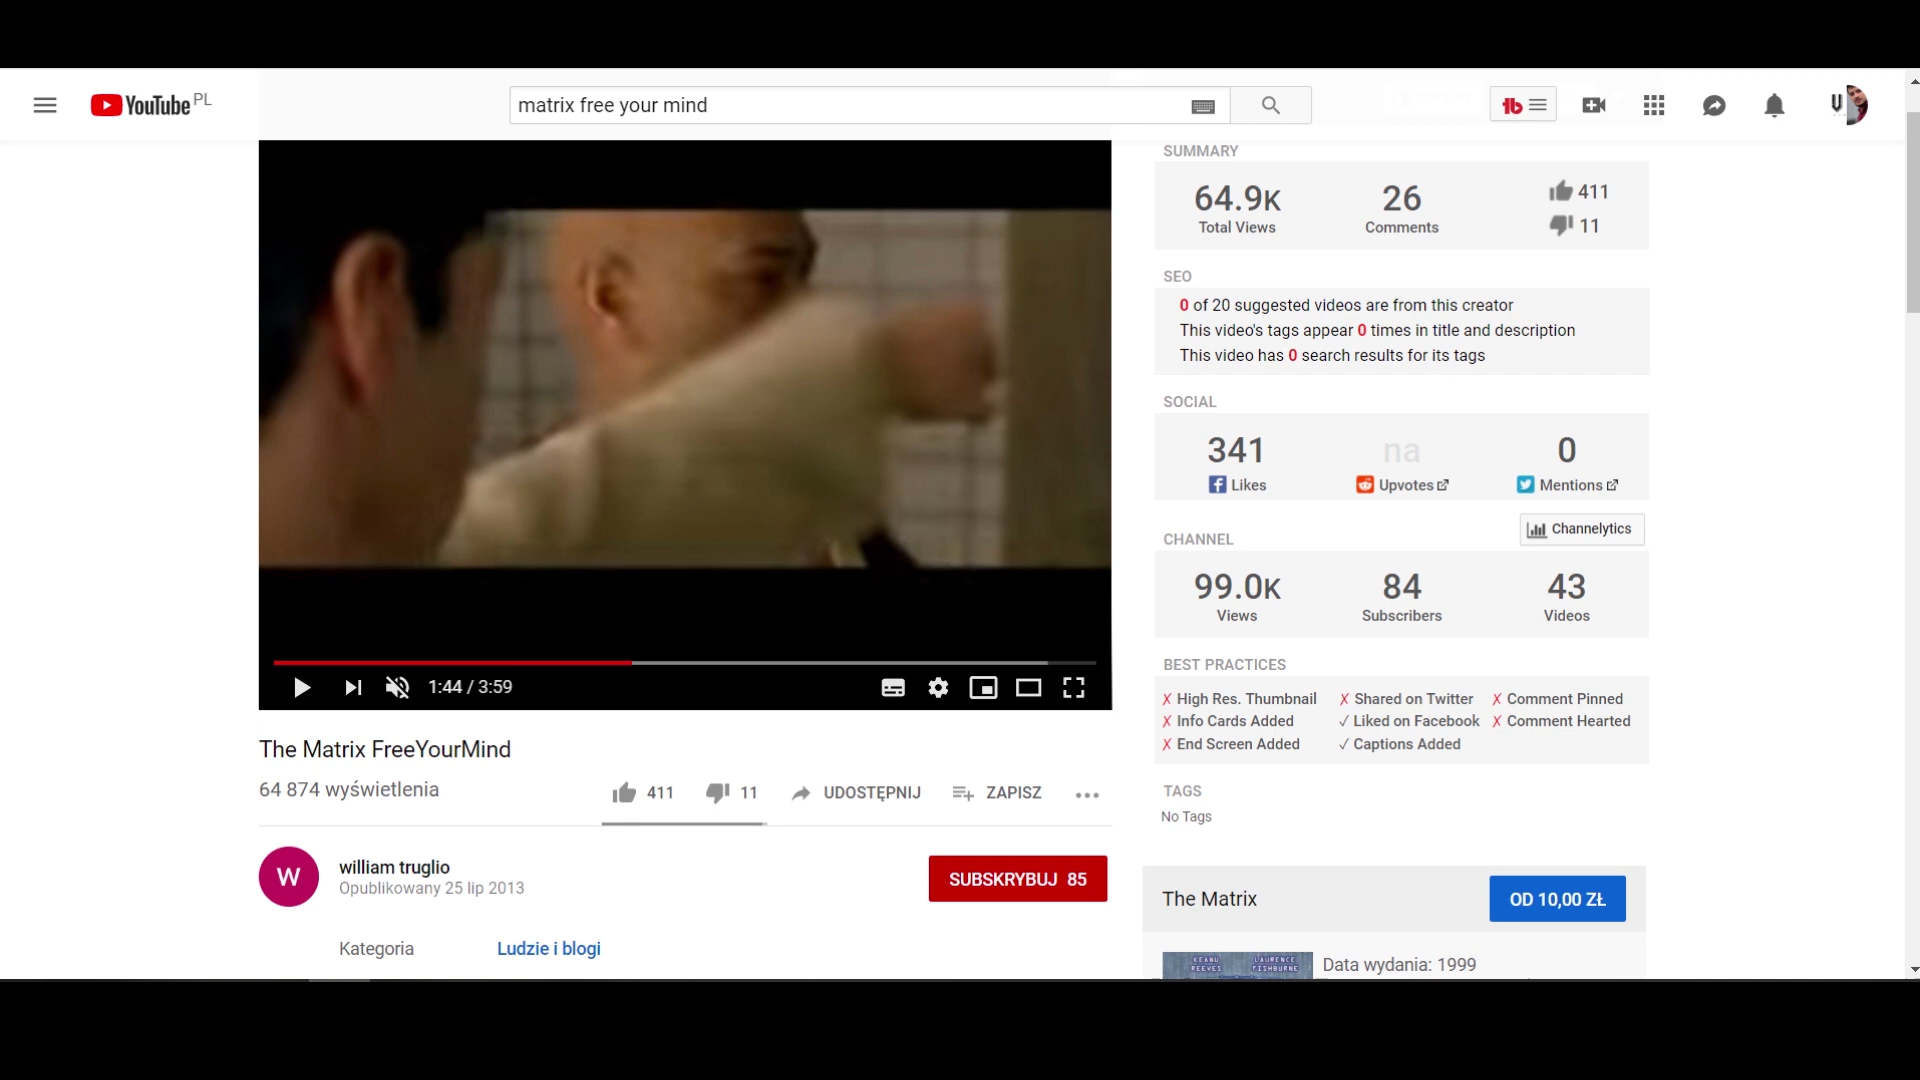 YouTube PL
matrix free your mind
SUMMARY
64.9K
Total Views
26
Comments
411
11
SEO
0 of 20 suggested videos are from this creator
This video's tags appear 0 times in title and description
This video has 0 search results for its tags
SOCIAL
341
Likes
na
Upvotes
0
Mentions
Channelytics
CHANNEL
99.0K
Views
84
Subscribers
43
Videos
BEST PRACTICES
✗ High Res. Thumbnail
✗ Shared on Twitter
✗ Comment Pinned
✗ Info Cards Added
✓ Liked on Facebook
✗ Comment Hearted
✗ End Screen Added
✓ Captions Added
TAGS
No Tags
1:44 / 3:59
The Matrix FreeYourMind
64 874 wyświetlenia
411
11
UDOSTĘPNIJ
ZAPISZ
W
william truglio
Opublikowany 25 lip 2013
SUBSKRYBUJ 85
Kategoria
Ludzie i blogi
The Matrix
OD 10,00 ZŁ
KEANU REEVES
LAURENCE FISHBURNE
Data wydania: 1999